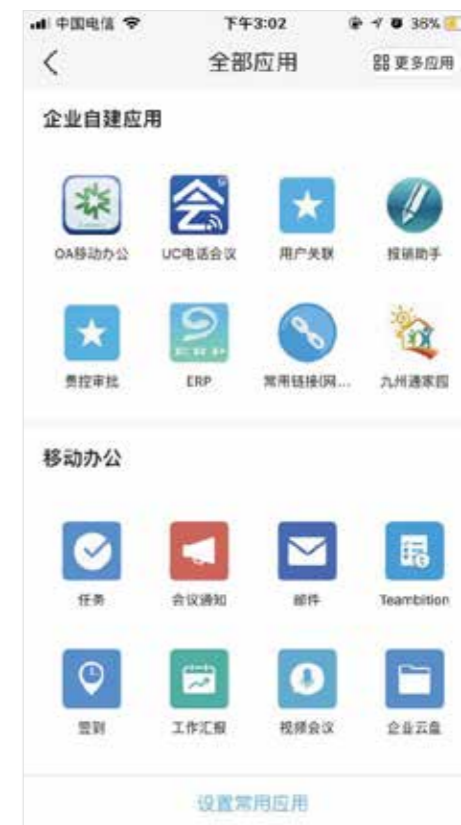 中国电信 下午3:02 36%
全部应用 更多应用
企业自建应用
OA移动办公 UC电话会议 用户关联 报销助手
费控审批 ERP 常用链接(网... 九州通家园
移动办公
任务 会议通知 邮件 Teambition
签到 工作汇报 视频会议 企业云盘
设置常用应用